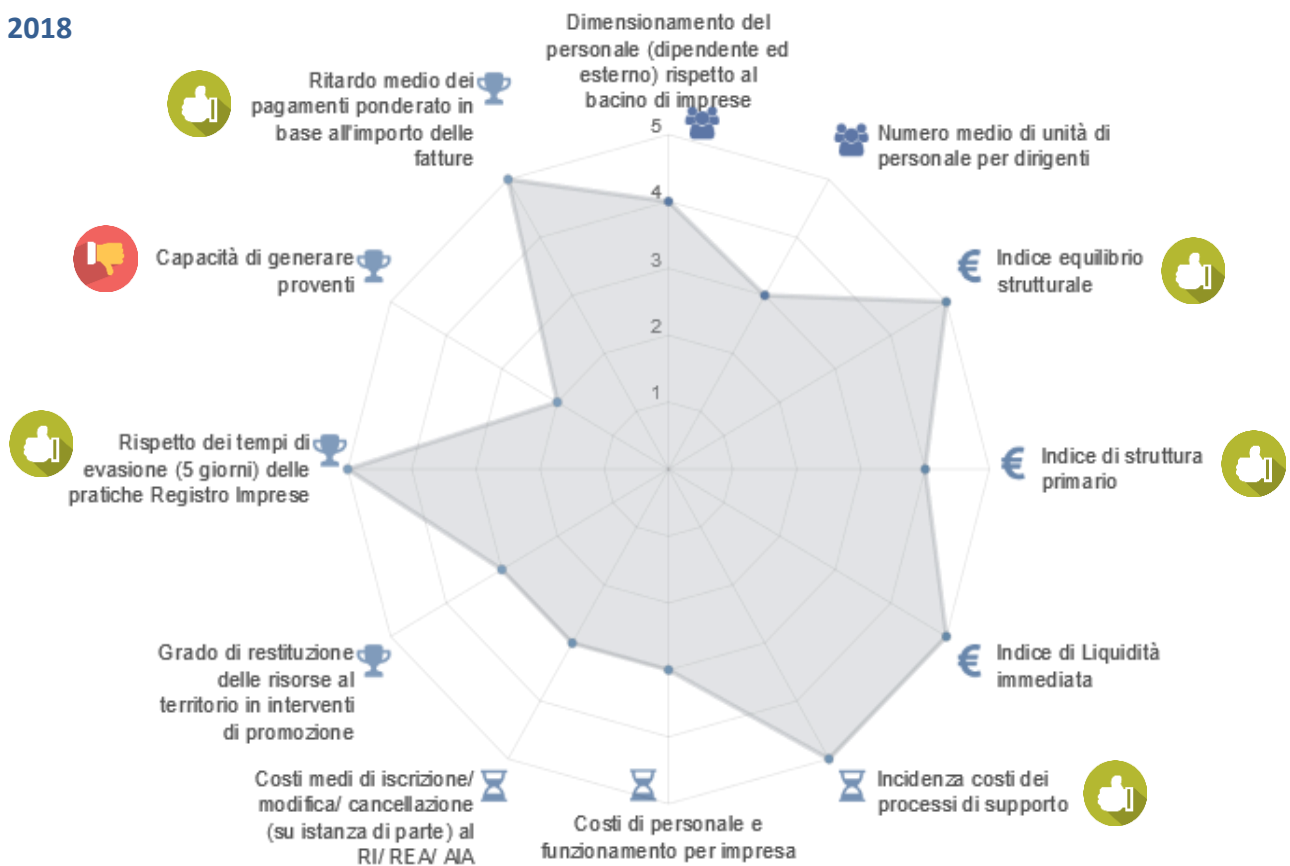 2018
Dimensionamento del
personale (dipendente ed
esterno) rispetto al
bacino di imprese
Numero medio di unità di
personale per dirigenti
€ Indice equilibrio
strutturale
€ Indice di struttura
primario
€ Indice di Liquidità
immediata
Incidenza costi dei
processi di supporto
Costi di personale e
funzionamento per impresa
Costi medi di iscrizione/
modifica/ cancellazione
(su istanza di parte) al
RI/ REA/ AIA
Grado di restituzione
delle risorse al
territorio in interventi
di promozione
Rispetto dei tempi di
evasione (5 giorni) delle
pratiche Registro Imprese
Capacità di generare
proventi
Ritardo medio dei
pagamenti ponderato in
base all'importo delle
fatture
5
4
3
2
1